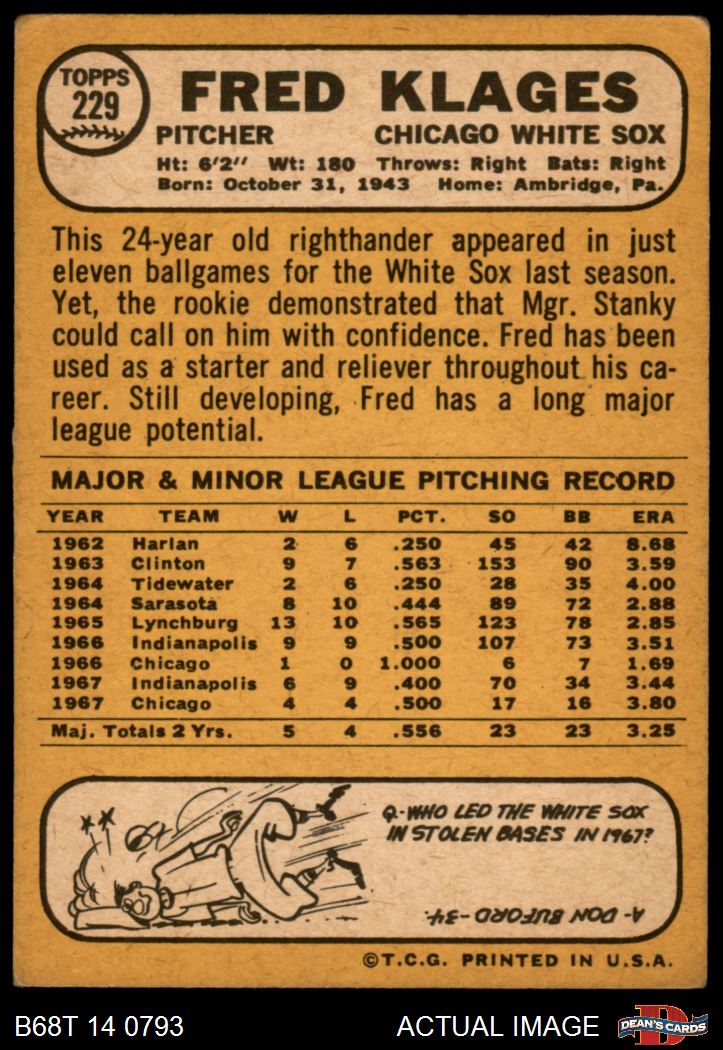 TOPPS
229
FRED KLAGES
PITCHER CHICAGO WHITE SOX
Ht: 6'2" Wt: 180 Throws: Right Bats: Right
Born: October 31, 1943 Home: Ambridge, Pa.
This 24-year old righthander appeared in just
eleven ballgames for the White Sox last season.
Yet, the rookie demonstrated that Mgr. Stanky
could call on him with confidence. Fred has been
used as a starter and reliever throughout his ca-
reer. Still developing, Fred has a long major
league potential.
MAJOR & MINOR LEAGUE PITCHING RECORD
YEAR TEAM W L PCT. SO BB ERA
1962 Harlan 2 6 .250 45 42 8.68
1963 Clinton 9 7 .563 153 90 3.59
1964 Tidewater 2 6 .250 28 35 4.00
1964 Sarasota 8 10 .444 89 72 2.88
1965 Lynchburg 13 10 .565 123 78 2.85
1966 Indianapolis 9 9 .500 107 73 3.51
1966 Chicago 1 0 1.000 6 7 1.69
1967 Indianapolis 6 9 .400 70 34 3.44
1967 Chicago 4 4 .500 17 16 3.80
Maj. Totals 2 Yrs. 5 4 .556 23 23 3.25
Q-WHO LED THE WHITE SOX
IN STOLEN BASES IN 1967?
A-DON BUFORD-34.
©T.C.G. PRINTED IN U.S.A.
B68T 14 0793 ACTUAL IMAGE DEAN'S CARDS